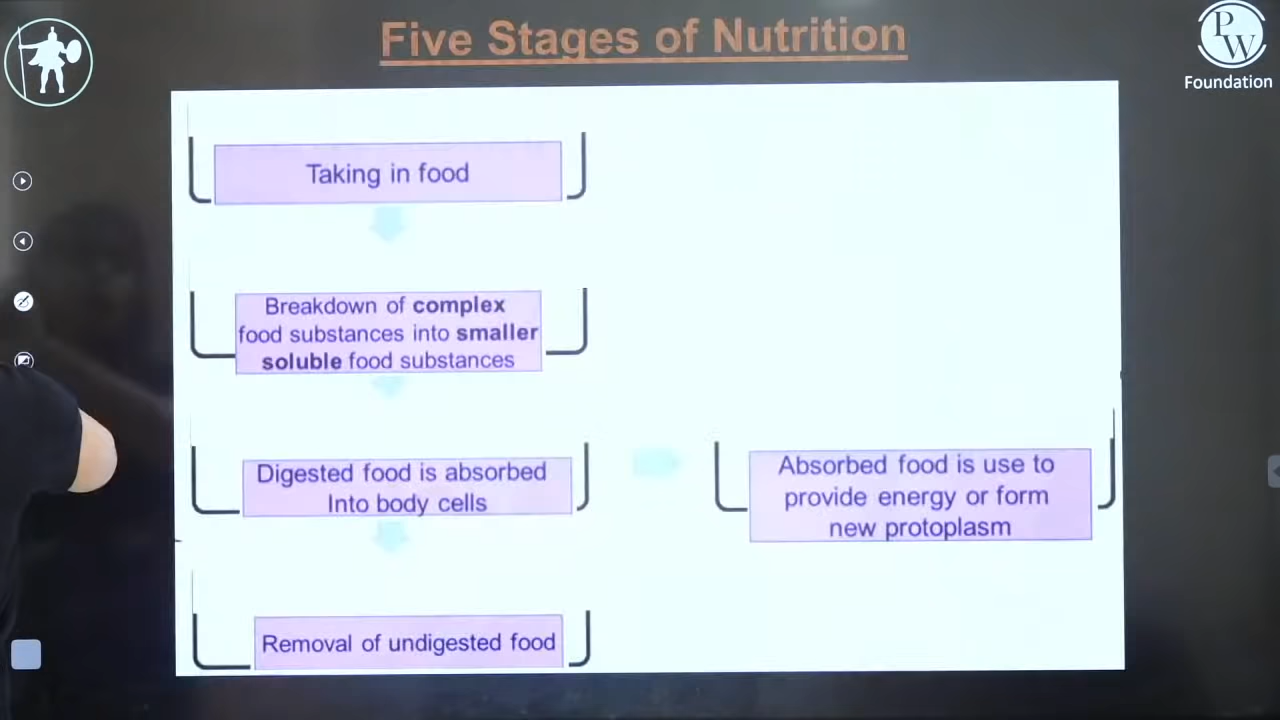 Five Stages of Nutrition
PW
Foundation
Taking in food
Breakdown of complex
food substances into smaller
soluble food substances
Digested food is absorbed
Into body cells
Absorbed food is use to
provide energy or form
new protoplasm
Removal of undigested food